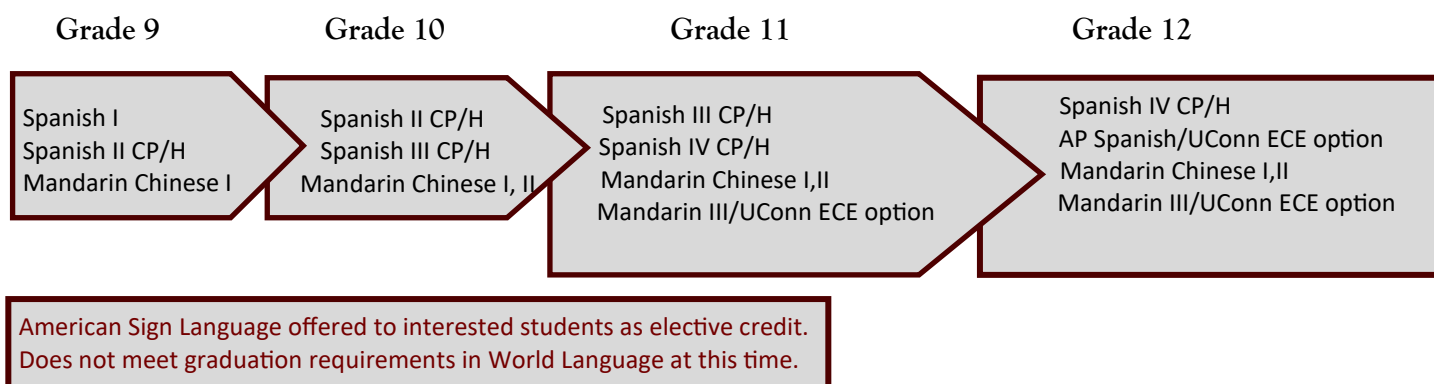 Grade 9
Grade 10
Grade 11
Grade 12
Spanish I
Spanish II CP/H
Mandarin Chinese I
Spanish II CP/H
Spanish III CP/H
Mandarin Chinese I, II
Spanish III CP/H
Spanish IV CP/H
Mandarin Chinese I,II
Mandarin III/UConn ECE option
Spanish IV CP/H
AP Spanish/UConn ECE option
Mandarin Chinese I,II
Mandarin III/UConn ECE option
American Sign Language offered to interested students as elective credit.
Does not meet graduation requirements in World Language at this time.